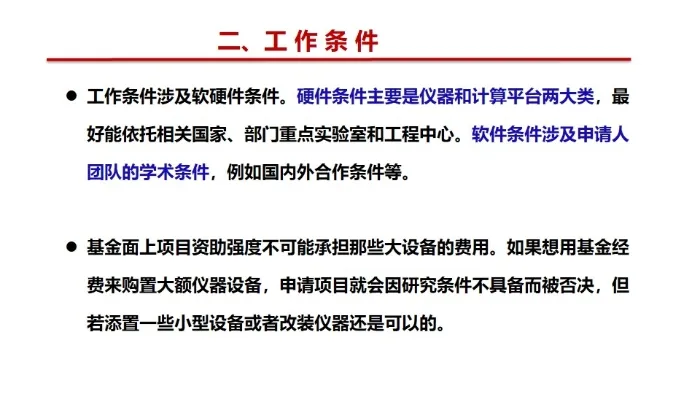 二、工作条件
● 工作条件涉及软硬件条件。硬件条件主要是仪器和计算平台两大类，最
好能依托相关国家、部门重点实验室和工程中心。软件条件涉及申请人
团队的学术条件，例如国内外合作条件等。
● 基金面上项目资助强度不可能承担那些大设备的费用。如果想用基金经
费来购置大额仪器设备，申请项目就会因研究条件不具备而被否决，但
若添置一些小型设备或者改装仪器还是可以的。